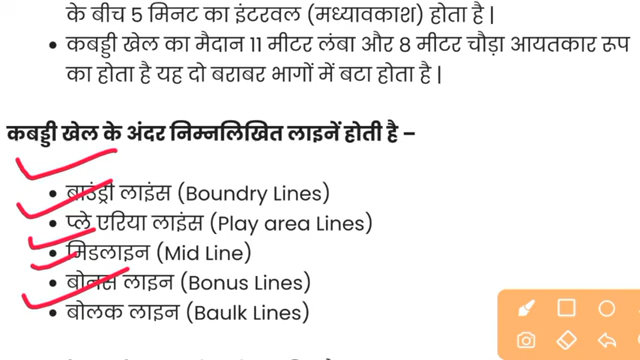 के बीच 5 मिनट का इंटरवल (मध्यावकाश) होता है |
• कबड्डी खेल का मैदान 11 मीटर लंबा और 8 मीटर चौड़ा आयतकार रूप
का होता है यह दो बराबर भागों में बटा होता है |
कबड्डी खेल के अंदर निम्नलिखित लाइनें होती है –
• बाउंड्री लाइंस (Boundry Lines)
• प्ले एरिया लाइंस (Play area Lines)
• मिडलाइन (Mid Line)
• बोनस लाइन (Bonus Lines)
• बोलक लाइन (Baulk Lines)